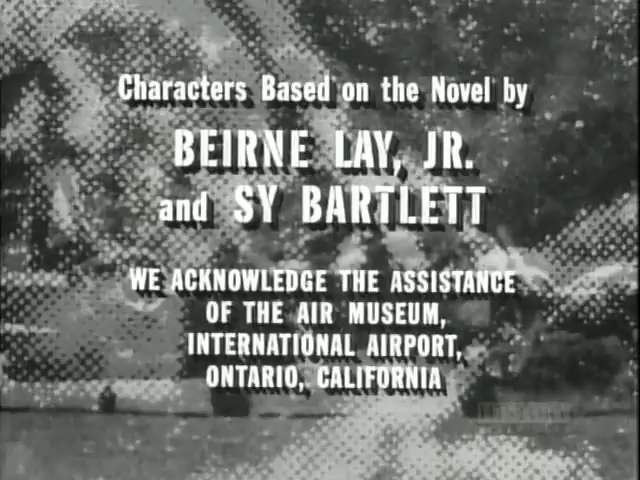 Characters Based on the Novel by
BEIRNE LAY, JR.
and SY BARTLETT
WE ACKNOWLEDGE THE ASSISTANCE
OF THE AIR MUSEUM,
INTERNATIONAL AIRPORT,
ONTARIO, CALIFORNIA
HISTORY